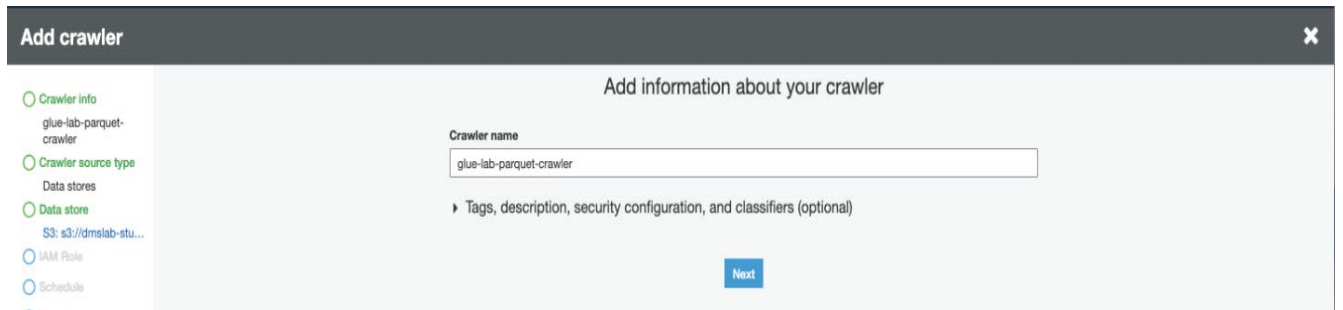 Add crawler
Crawler info
glue-lab-parquet-
crawler
Crawler source type
Data stores
Data store
S3: s3://dmslab-stu...
IAM Role
Schedule
Add information about your crawler
Crawler name
glue-lab-parquet-crawler
Tags, description, security configuration, and classifiers (optional)
Next